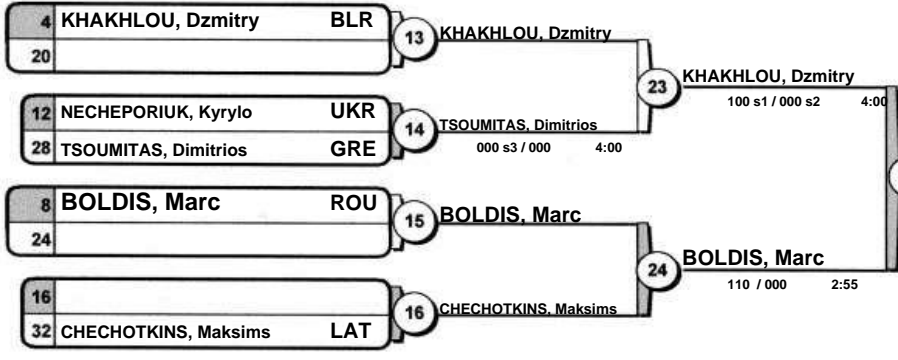 4 KHAKHLOU, Dzmitry BLR
20
13 KHAKHLOU, Dzmitry
12 NECHEPORIUK, Kyrylo UKR
28 TSOUMITAS, Dimitrios GRE
14 TSOUMITAS, Dimitrios
000 s3 / 000 4:00
23 KHAKHLOU, Dzmitry
100 s1 / 000 s2 4:00
8 BOLDIS, Marc ROU
24
15 BOLDIS, Marc
16
32 CHECHOTKINS, Maksims LAT
16 CHECHOTKINS, Maksims
24 BOLDIS, Marc
110 / 000 2:55